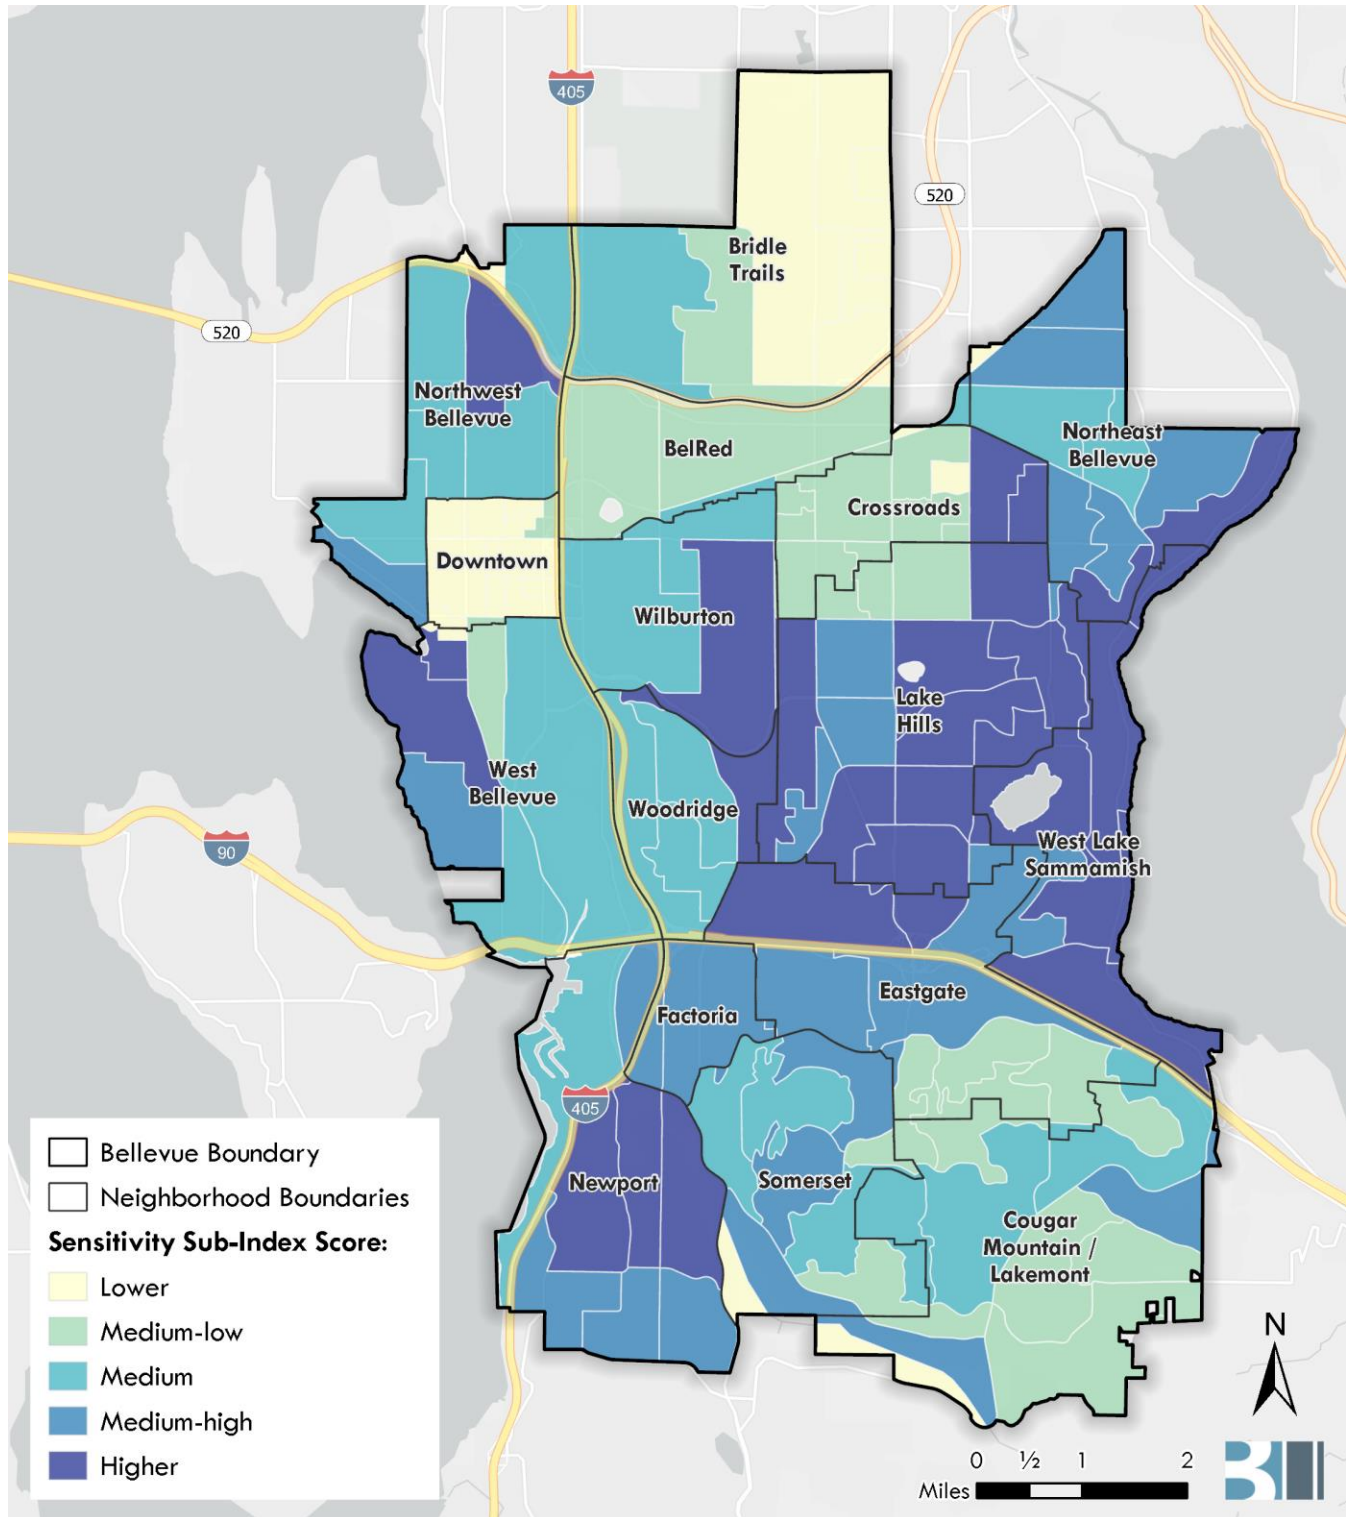 405
520
Bridle
Trails
520
Northwest
Bellevue
Northeast
Bellevue
BelRed
Crossroads
Downtown
Wilburton
Lake
Hills
West
Bellevue
Woodridge
90
West Lake
Sammamish
Eastgate
Factoria
405
Newport
Somerset
Cougar
Mountain /
Lakemont
Bellevue Boundary
Neighborhood Boundaries
Sensitivity Sub-Index Score:
Lower
Medium-low
Medium
Medium-high
Higher
N
0 ½ 1 2
Miles